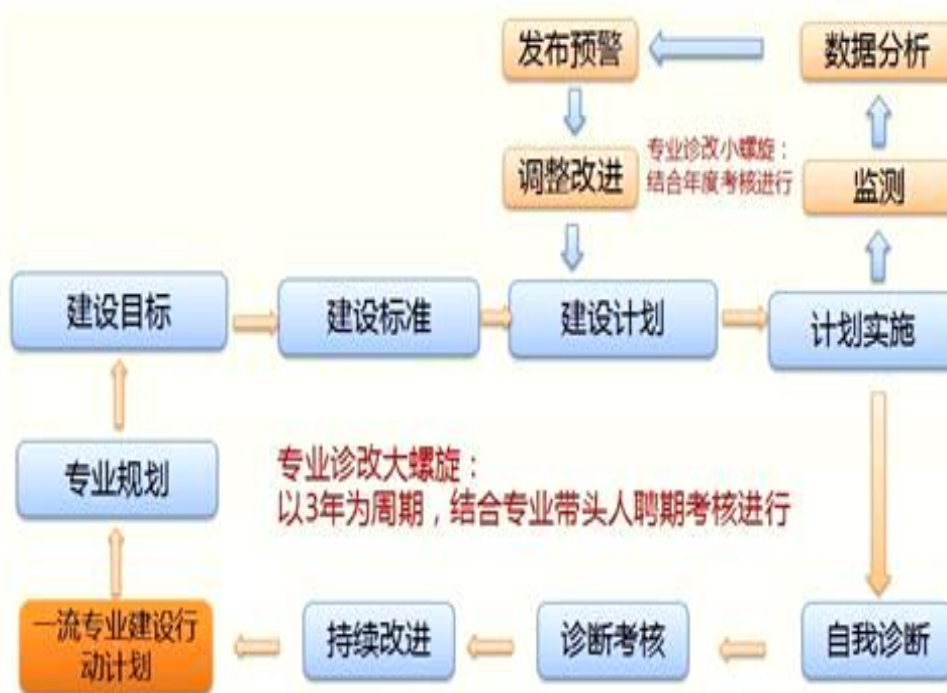 发布预警
数据分析
专业诊改小螺旋：
结合年度考核进行
调整改进
监测
建设目标
建设标准
建设计划
计划实施
专业规划
专业诊改大螺旋：
以3年为周期，结合专业带头人聘期考核进行
一流专业建设行
动计划
持续改进
诊断考核
自我诊断